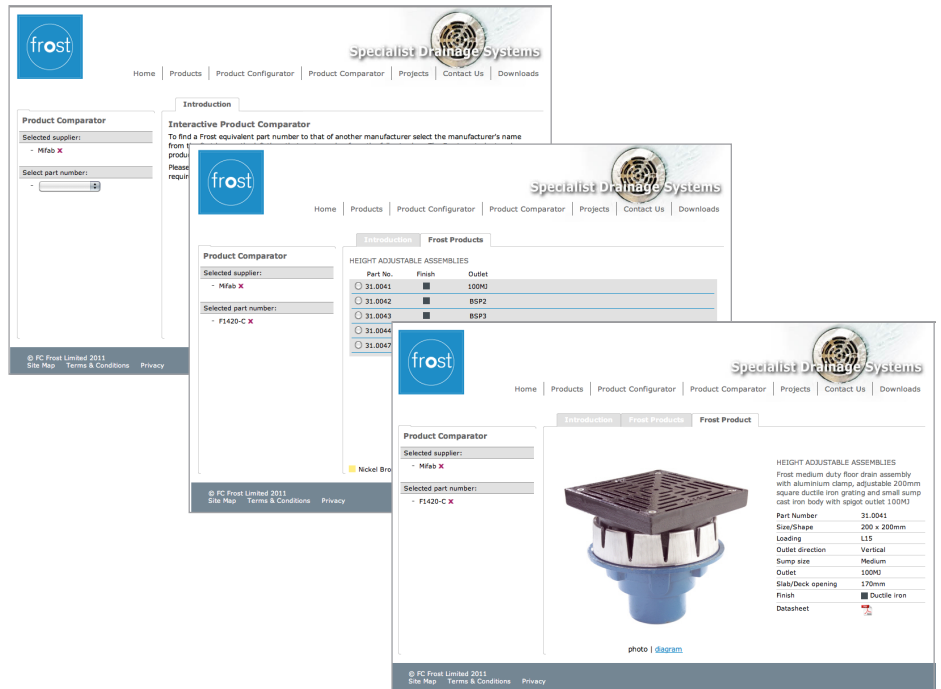 frost
Specialist Drainage Systems
Home Products Product Configurator Product Comparator Projects Contact Us Downloads
Introduction
Product Comparator
Selected supplier:
- Mifab X
Select part number:
-
Interactive Product Comparator
To find a Frost equivalent part number to that of another manufacturer select the manufacturer's name
from
produ
Please
requir
© FC Frost Limited 2011
Site Map Terms & Conditions Privacy
frost
Specialist Drainage Systems
Home Products Product Configurator Product Comparator Projects Contact Us Downloads
Introduction Frost Products
Product Comparator
Selected supplier:
- Mifab X
Selected part number:
- F1420-C X
HEIGHT ADJUSTABLE ASSEMBLIES
Part No. Finish Outlet
31.0041 100MJ
31.0042 BSP2
31.0043 BSP3
31.0044
31.0047
Nickel Bro
© FC Frost Limited 2011
Site Map Terms & Conditions Privacy
frost
Specialist Drainage Systems
Home Products Product Configurator Product Comparator Projects Contact Us Downloads
Introduction Frost Products Frost Product
Product Comparator
Selected supplier:
- Mifab X
Selected part number:
- F1420-C X
HEIGHT ADJUSTABLE ASSEMBLIES
Frost medium duty floor drain assembly
with aluminium clamp, adjustable 200mm
square ductile iron grating and small sump
cast iron body with spigot outlet 100MJ
Part Number 31.0041
Size/Shape 200 x 200mm
Loading L15
Outlet direction Vertical
Sump size Medium
Outlet 100MJ
Slab/Deck opening 170mm
Finish Ductile iron
Datasheet
photo | diagram
© FC Frost Limited 2011
Site Map Terms & Conditions Privacy